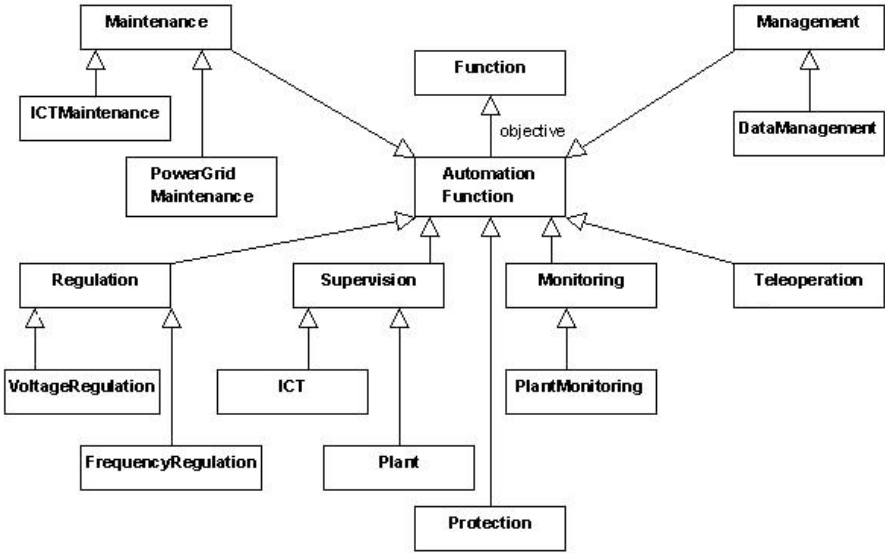 Maintenance
Management
Function
ICTMaintenance
objective
DataManagement
PowerGrid
Maintenance
Automation
Function
Regulation
Supervision
Monitoring
Teleoperation
VoltageRegulation
ICT
PlantMonitoring
FrequencyRegulation
Plant
Protection